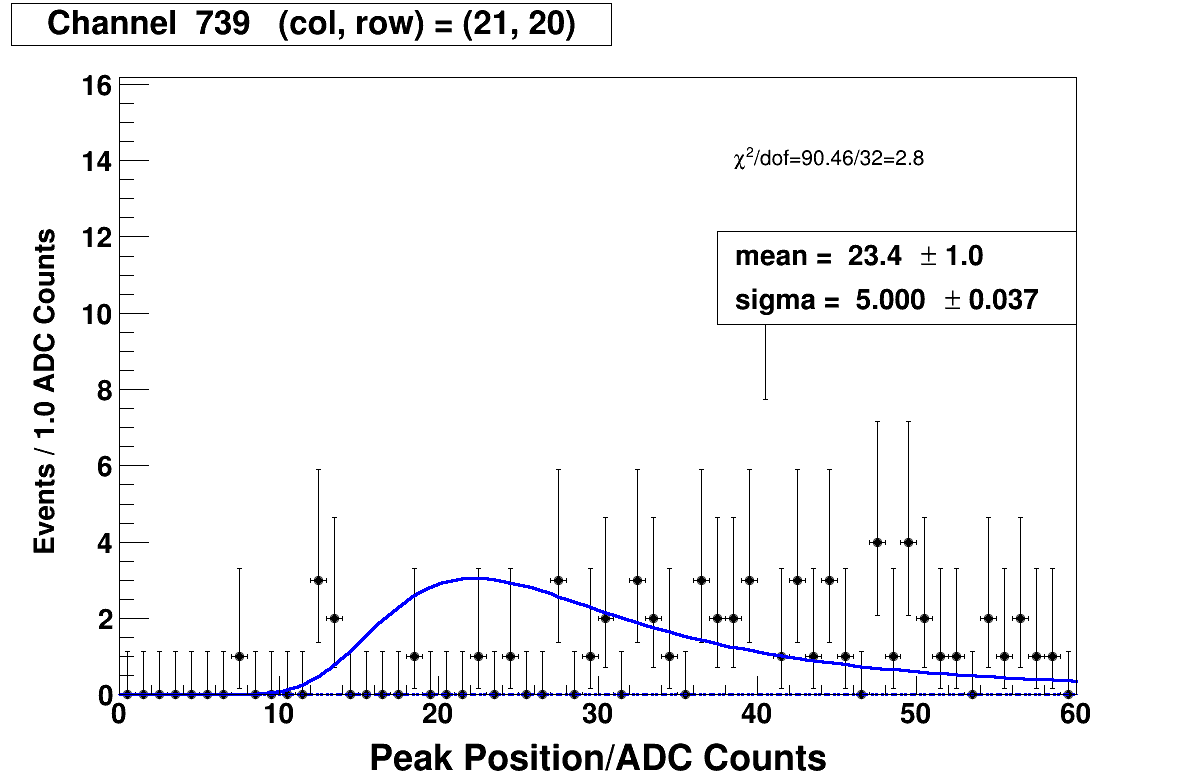 Channel 739 (col, row) = (21, 20)
16
14
12
10
8
6
4
2
0
Events / 1.0 ADC Counts
χ²/dof=90.46/32=2.8
mean = 23.4 ± 1.0
sigma = 5.000 ± 0.037
0 10 20 30 40 50 60
Peak Position/ADC Counts